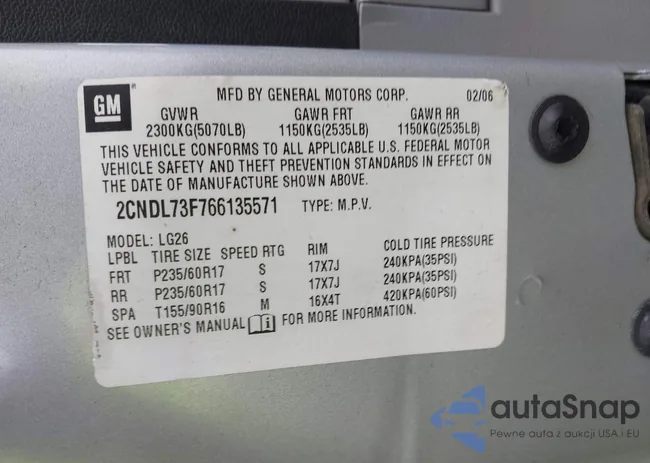 GM
MFD BY GENERAL MOTORS CORP. 02/06
GVWR GAWR FRT GAWR RR
2300KG(5070LB) 1150KG(2535LB) 1150KG(2535LB)
THIS VEHICLE CONFORMS TO ALL APPLICABLE U.S. FEDERAL MOTOR
VEHICLE SAFETY AND THEFT PREVENTION STANDARDS IN EFFECT ON
THE DATE OF MANUFACTURE SHOWN ABOVE.
2CNDL73F766135571 TYPE: M.P.V.
MODEL: LG26
LPBL TIRE SIZE SPEED RTG RIM COLD TIRE PRESSURE
FRT P235/60R17 S 17X7J 240KPA(35PSI)
RR P235/60R17 S 17X7J 240KPA(35PSI)
SPA T155/90R16 M 16X4T 420KPA(60PSI)
SEE OWNER'S MANUAL i FOR MORE INFORMATION.
autaSnap
Pewne auta z aukcji USA i EU